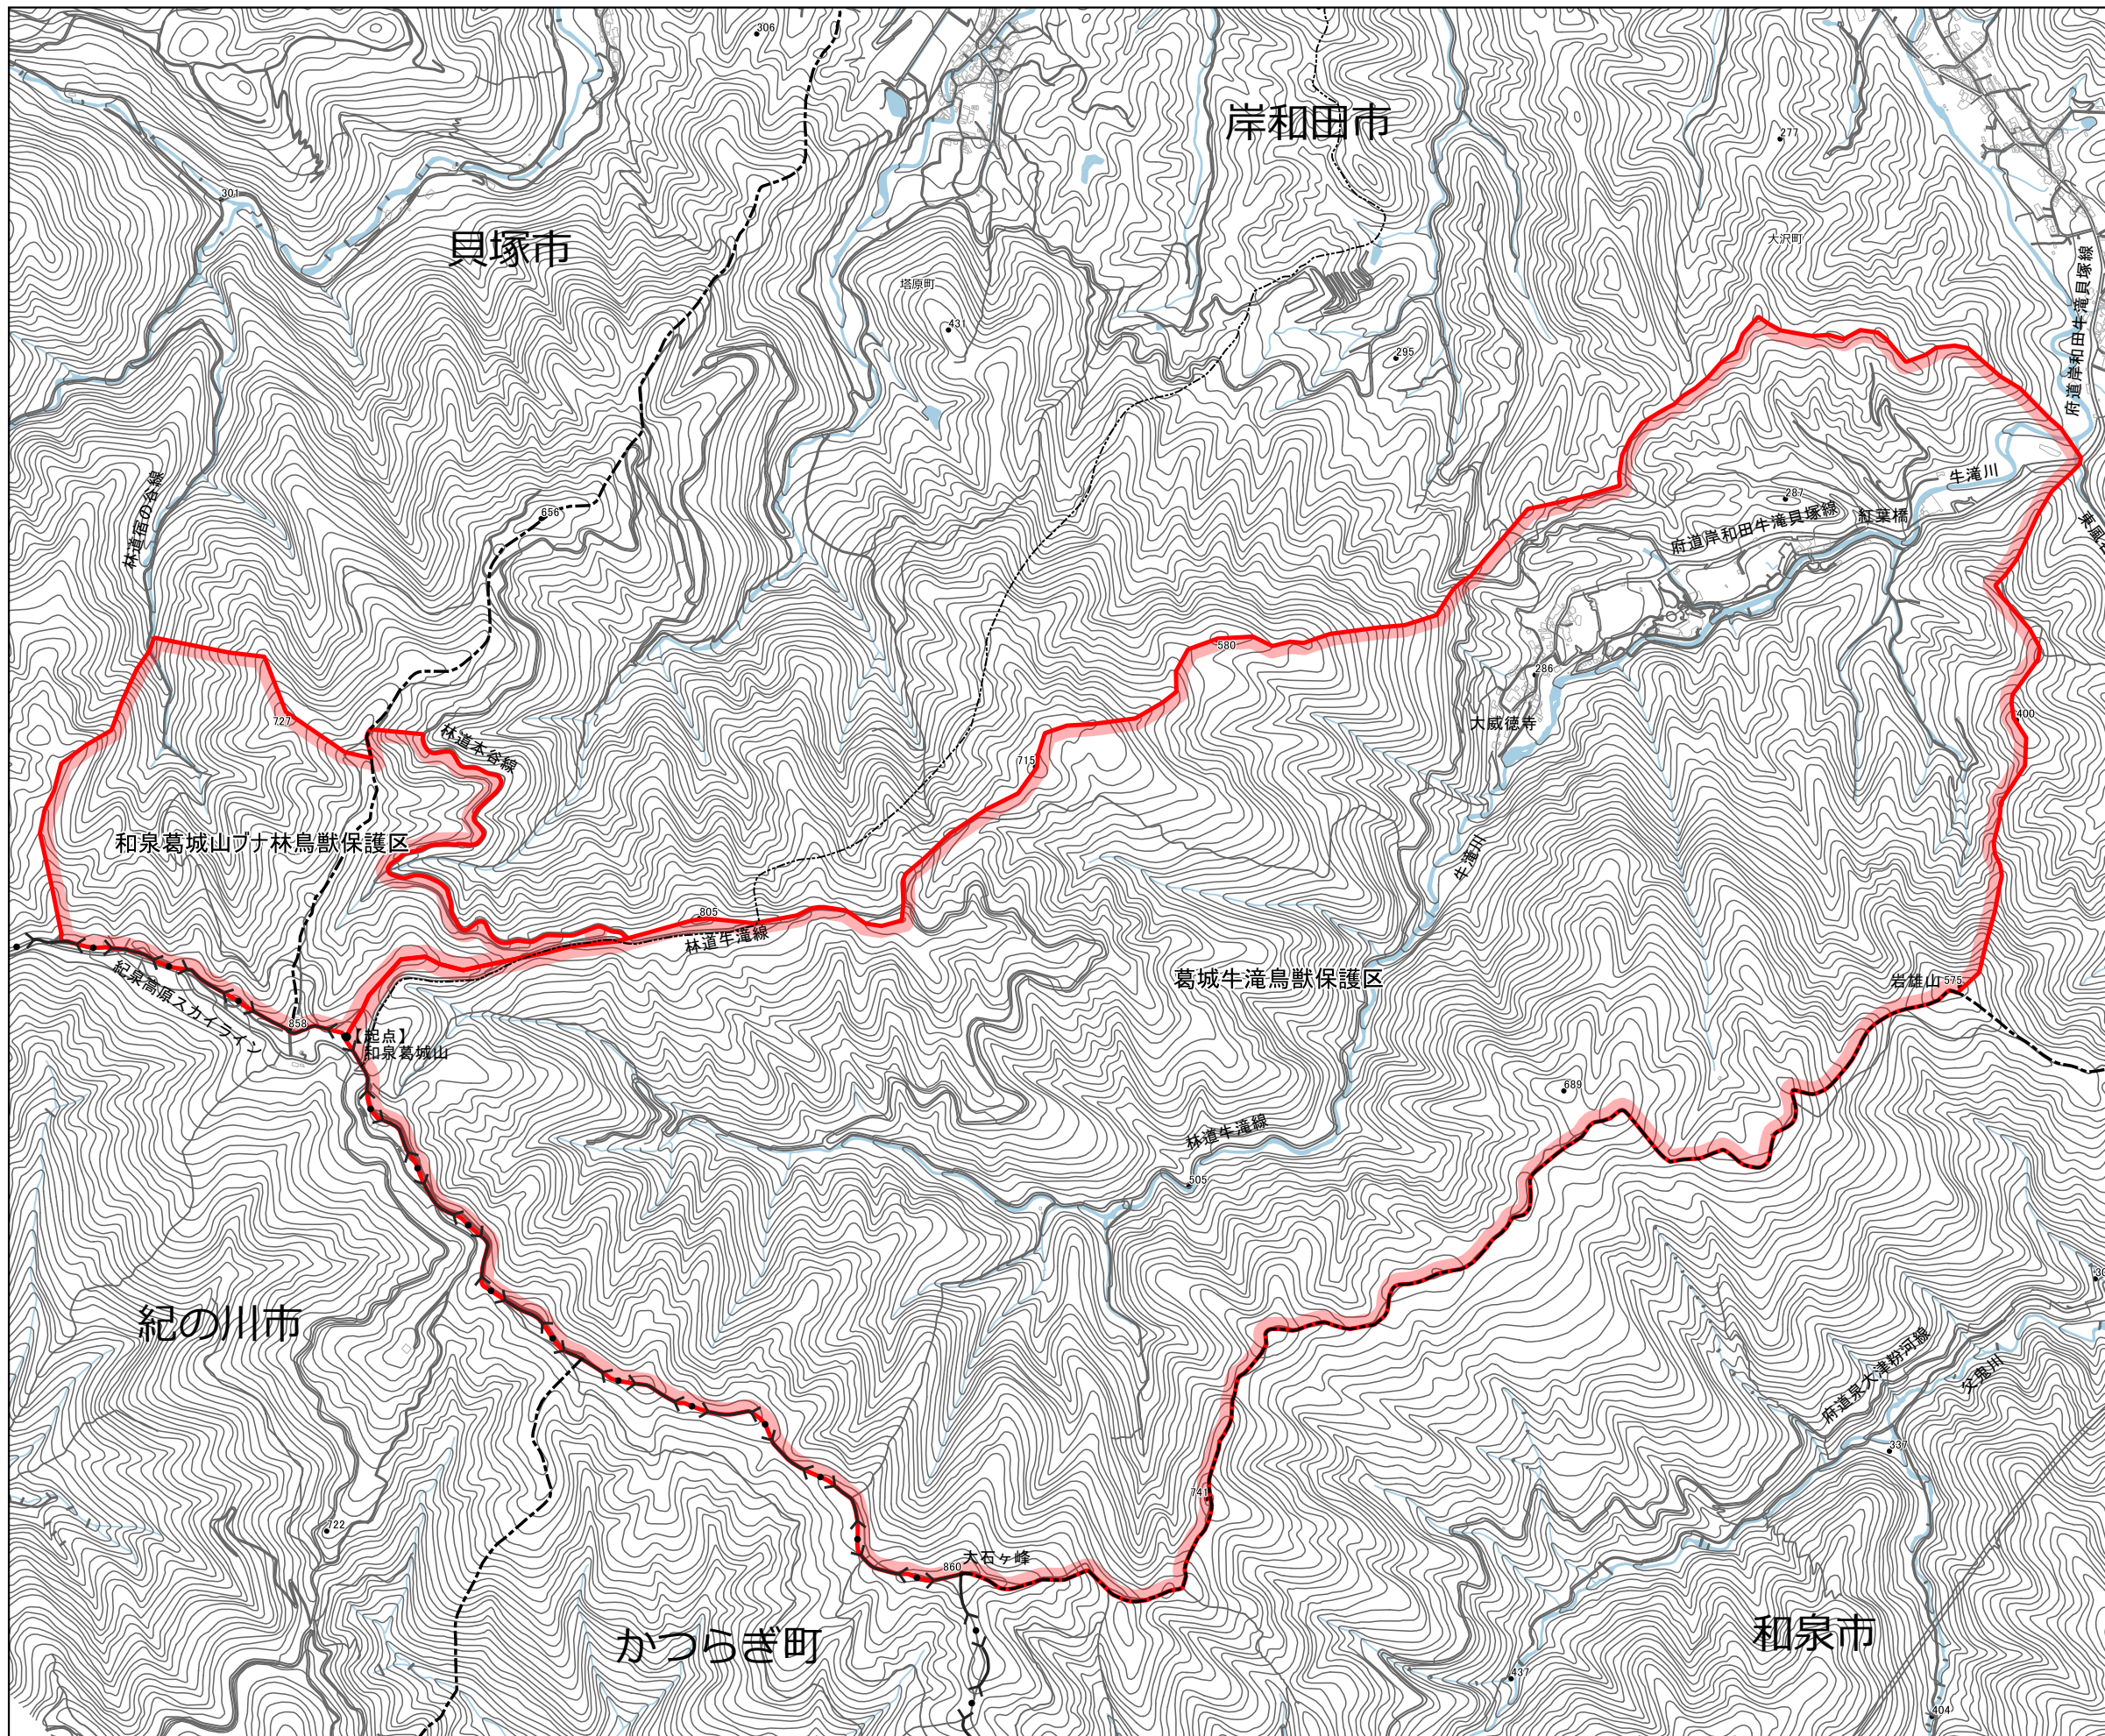 306
岸和田市
277
301
貝塚市
大沢町
府道岸和田牛滝貝塚線
塔原町
431
295
林道宿の谷線
656
牛滝川
287
府道岸和田牛滝貝塚線
紅葉橋
580
286
大威徳寺
400
727
林道本谷線
715
和泉葛城山ブナ林鳥獣保護区
牛滝川
805
林道牛滝線
紀泉高原スカイライン
葛城牛滝鳥獣保護区
岩雄山
575
858
【起点】
和泉葛城山
689
林道牛滝線
505
紀の川市
府道泉大津粉河線
父鬼川
337
741
722
860
大石ヶ峰
かつらぎ町
和泉市
437
404